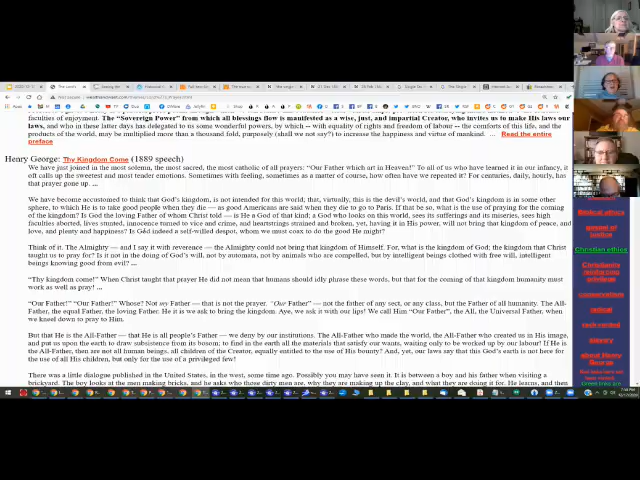 faculties of enjoyment. The "Sovereign Power" from which all blessings flow is manifested as a wise, just, and impartial Creator, who invites us to make His laws our
laws, and who in these latter days has delegated to us some wonderful powers, by which -- with equality of rights and freedom of labour -- the comforts of this life, and the
products of the world, may be multiplied more than a thousand fold, purposely (shall we not say?) to increase the happiness and virtue of mankind. ... Read the entire
preface
Henry George: Thy Kingdom Come (1889 speech)
We have just joined in the most solemn, the most sacred, the most catholic of all prayers: "Our Father which art in Heaven!" To all of us who have learned it in our infancy, it
oft calls up the sweetest and most tender emotions. Sometimes with feeling, sometimes as a matter of course, how often have we repeated it? For centuries, daily, hourly, has
that prayer gone up. ...
We have become accustomed to think that God's kingdom, is not intended for this world; that, virtually, this is the devil's world, and that God's kingdom is in some other
sphere, to which He is to take good people when they die — as good Americans are said when they die to go to Paris. If that be so, what is the use of praying for the coming
of the kingdom? Is God the loving Father of whom Christ told — is He a God of that kind; a God who looks on this world, sees its sufferings and its miseries, sees high
faculties aborted, lives stunted, innocence turned to vice and crime, and heartstrings strained and broken, yet, having it in His power, will not bring that kingdom of peace, and
love, and plenty and happiness? Is God indeed a self-willed despot, whom we must coax to do the good He might?
Think of it. The Almighty — and I say it with reverence — the Almighty could not bring that kingdom of Himself. For, what is the kingdom of God; the kingdom that Christ
taught us to pray for? Is it not in the doing of God's will, not by automata, not by animals who are compelled, but by intelligent beings clothed with free will, intelligent
beings knowing good from evil? ...
"Thy kingdom come!" When Christ taught that prayer He did not mean that humans should idly phrase these words, but that for the coming of that kingdom humanity must
work as well as pray! ...
"Our Father!" "Our Father!" Whose? Not my Father — that is not the prayer. "Our Father" — not the father of any sect, or any class, but the Father of all humanity. The All-
Father, the equal Father, the loving Father. He it is we ask to bring the kingdom. Aye, we ask it with our lips! We call Him "Our Father", the All, the Universal Father, when
we kneel down to pray to Him.
But that He is the All-Father — that He is all people's Father — we deny by our institutions. The All-Father who made the world, the All-Father who created us in His image,
and put us upon the earth to draw subsistence from its bosom; to find in the earth all the materials that satisfy our wants, waiting only to be worked up by our labour! If He is
the All-Father, then are not all human beings, all children of the Creator, equally entitled to the use of His bounty? And, yet, our laws say that this God's earth is not here for
the use of all His children, but only for the use of a privileged few!
There was a little dialogue published in the United States, in the west, some time ago. Possibly you may have seen it. It is between a boy and his father when visiting a
brickyard. The boy looks at the men making bricks, and he asks who those dirty men are, why they are making up the clay, and what they are doing it for. He learns, and then
Biblical ethics
Christian ethics
conservatism
radical
slavery
about Henry
George